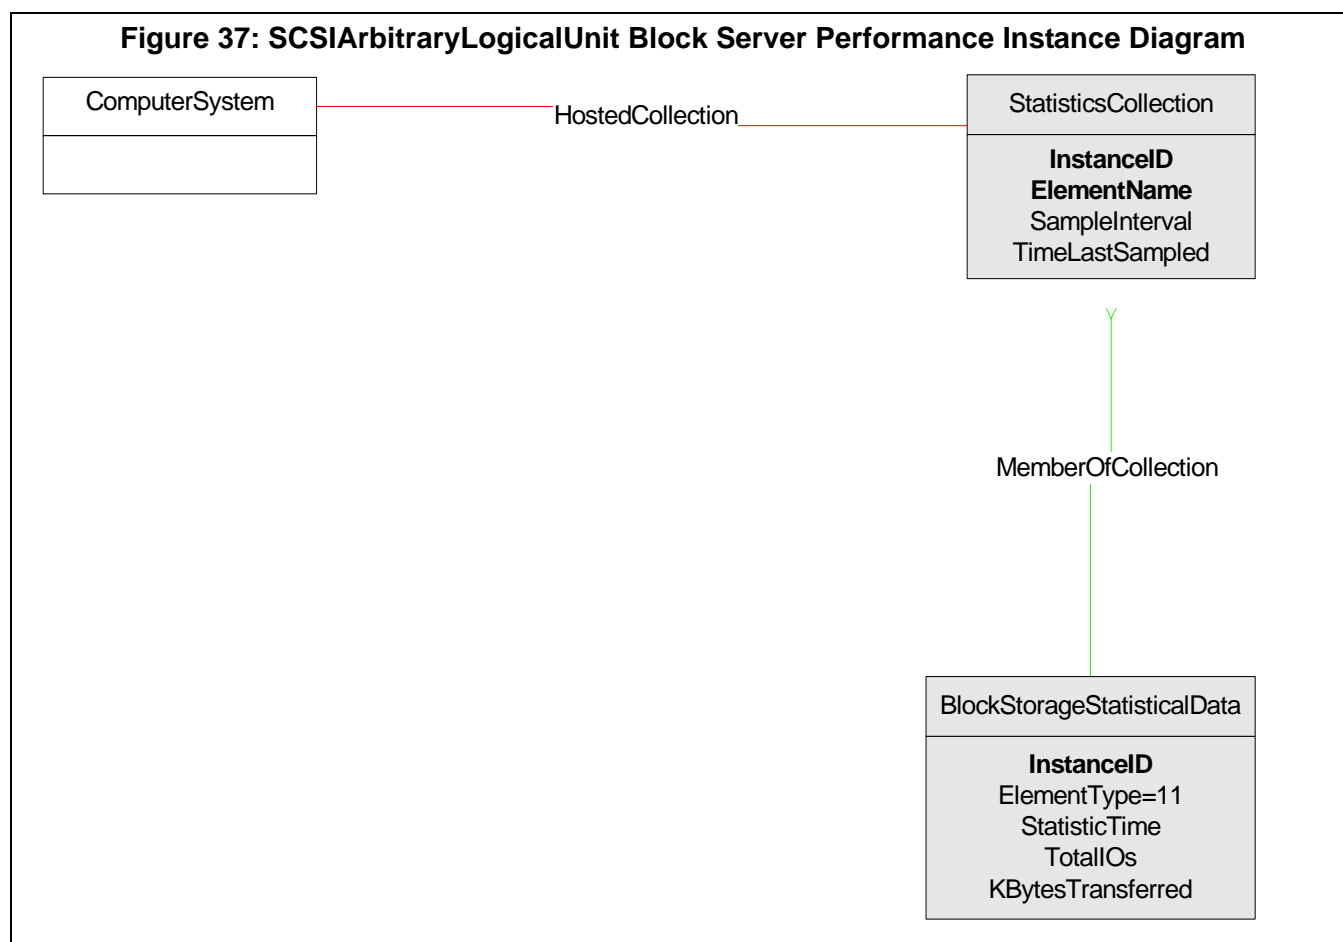 Figure 37: SCSIArbitraryLogicalUnit Block Server Performance Instance Diagram
ComputerSystem
HostedCollection
StatisticsCollection
InstanceID
ElementName
SampleInterval
TimeLastSampled
MemberOfCollection
BlockStorageStatisticalData
InstanceID
ElementType=11
StatisticTime
TotalIOs
KBytesTransferred